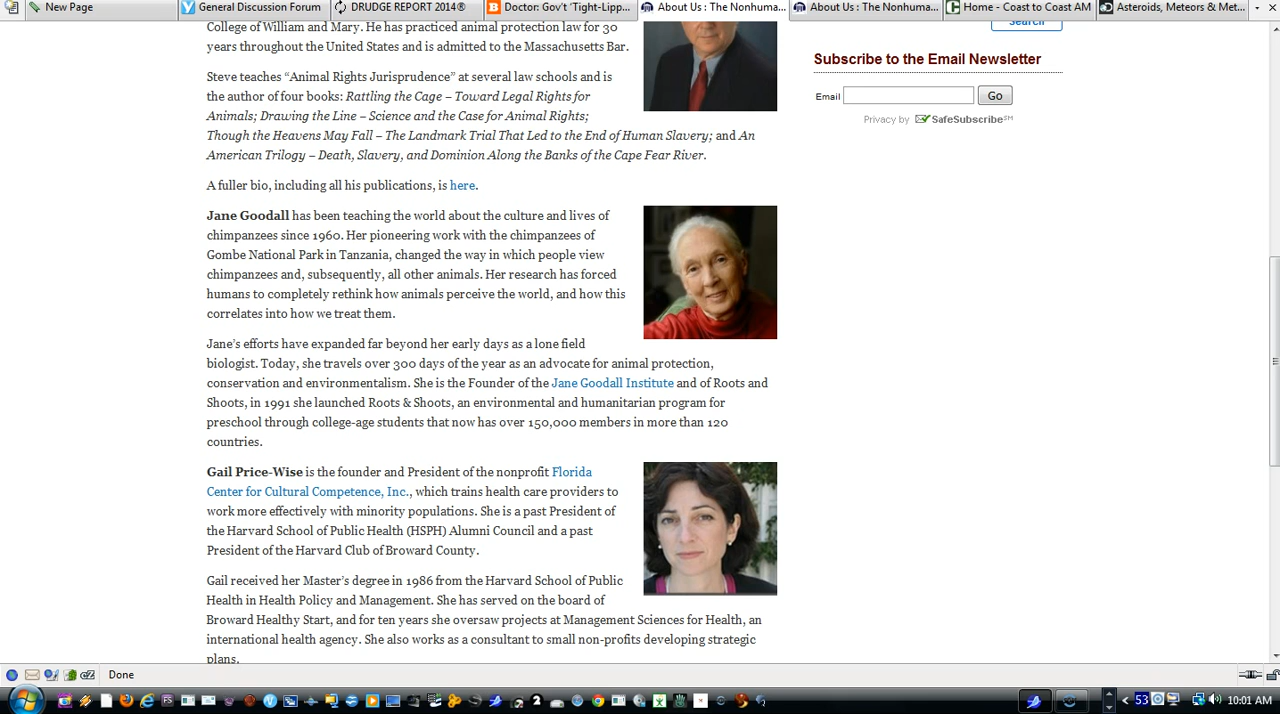 New Page
General Discussion Forum
DRUDGE REPORT 2014®
Doctor: Gov't 'Tight-Lipp...
About Us : The Nonhuma...
About Us : The Nonhuma...
Home - Coast to Coast AM
Asteroids, Meteors & Met...
College of William and Mary. He has practiced animal protection law for 30
years throughout the United States and is admitted to the Massachusetts Bar.
Steve teaches “Animal Rights Jurisprudence” at several law schools and is
the author of four books: Rattling the Cage – Toward Legal Rights for
Animals; Drawing the Line – Science and the Case for Animal Rights;
Though the Heavens May Fall – The Landmark Trial That Led to the End of Human Slavery; and An
American Trilogy – Death, Slavery, and Dominion Along the Banks of the Cape Fear River.
A fuller bio, including all his publications, is here.
Jane Goodall has been teaching the world about the culture and lives of
chimpanzees since 1960. Her pioneering work with the chimpanzees of
Gombe National Park in Tanzania, changed the way in which people view
chimpanzees and, subsequently, all other animals. Her research has forced
humans to completely rethink how animals perceive the world, and how this
correlates into how we treat them.
Jane’s efforts have expanded far beyond her early days as a lone field
biologist. Today, she travels over 300 days of the year as an advocate for animal protection,
conservation and environmentalism. She is the Founder of the Jane Goodall Institute and of Roots and
Shoots, in 1991 she launched Roots & Shoots, an environmental and humanitarian program for
preschool through college-age students that now has over 150,000 members in more than 120
countries.
Gail Price-Wise is the founder and President of the nonprofit Florida
Center for Cultural Competence, Inc., which trains health care providers to
work more effectively with minority populations. She is a past President of
the Harvard School of Public Health (HSPH) Alumni Council and a past
President of the Harvard Club of Broward County.
Gail received her Master’s degree in 1986 from the Harvard School of Public
Health in Health Policy and Management. She has served on the board of
Broward Healthy Start, and for ten years she oversaw projects at Management Sciences for Health, an
international health agency. She also works as a consultant to small non-profits developing strategic
plans.
Search
Subscribe to the Email Newsletter
Email
Go
Privacy by SafeSubscribe℠
Done
53
10:01 AM